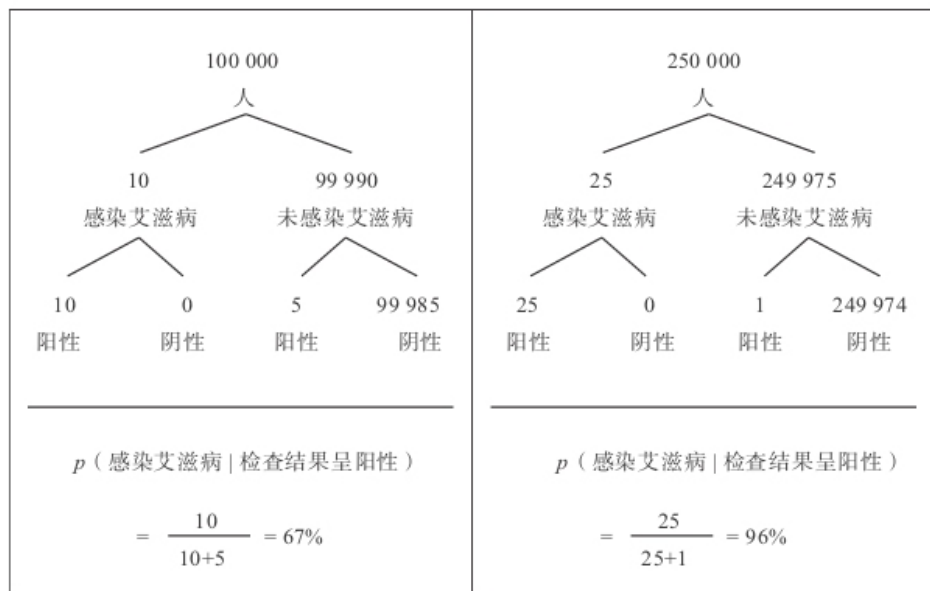 100 000
人
10 99 990
感染艾滋病 未感染艾滋病
10 0 5 99 985
阳性 阴性 阳性 阴性
p（感染艾滋病 | 检查结果呈阳性）
10
= = 67%
10+5
250 000
人
25 249 975
感染艾滋病 未感染艾滋病
25 0 1 249 974
阳性 阴性 阳性 阴性
p（感染艾滋病 | 检查结果呈阳性）
25
= = 96%
25+1